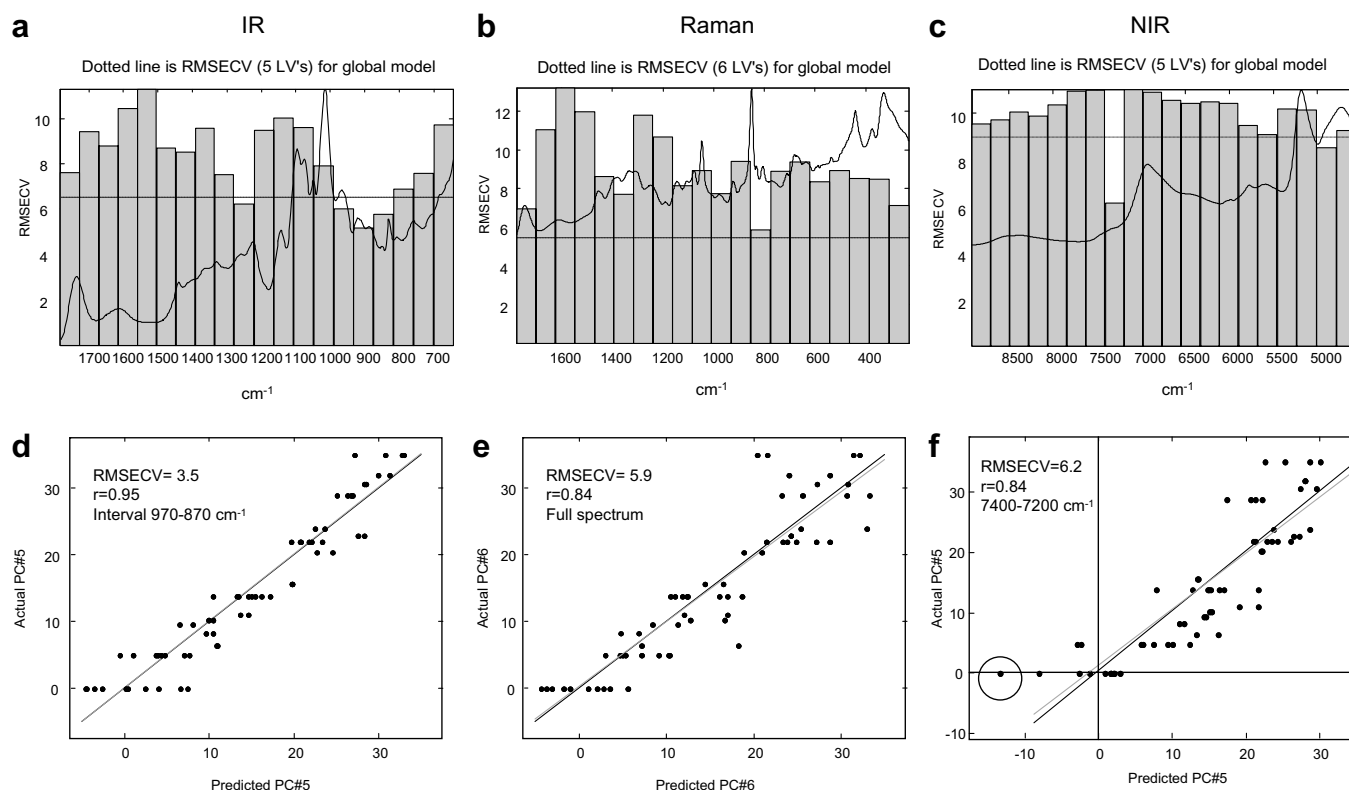 a
IR
b
Raman
c
NIR
Dotted line is RMSECV (5 LV's) for global model
Dotted line is RMSECV (6 LV's) for global model
Dotted line is RMSECV (5 LV's) for global model
RMSECV
10
8
6
4
2
1700 1600 1500 1400 1300 1200 1100 1000 900 800 700
cm-1
RMSECV
12
10
8
6
4
2
1600 1400 1200 1000 800 600 400
cm-1
RMSE CV
10
8
6
4
2
8500 8000 7500 7000 6500 6000 5500 5000
cm-1
d
RMSECV= 3.5
r=0.95
Interval 970-870 cm-1
Actual PC#5
30
20
10
0
0 10 20 30
Predicted PC#5
e
RMSECV= 5.9
r=0.84
Full spectrum
Actual PC#6
30
20
10
0
0 10 20 30
Predicted PC#6
f
RMSECV=6.2
r=0.84
7400-7200 cm-1
Actual PC#5
30
20
10
0
-10
-10 0 10 20 30
Predicted PC#5